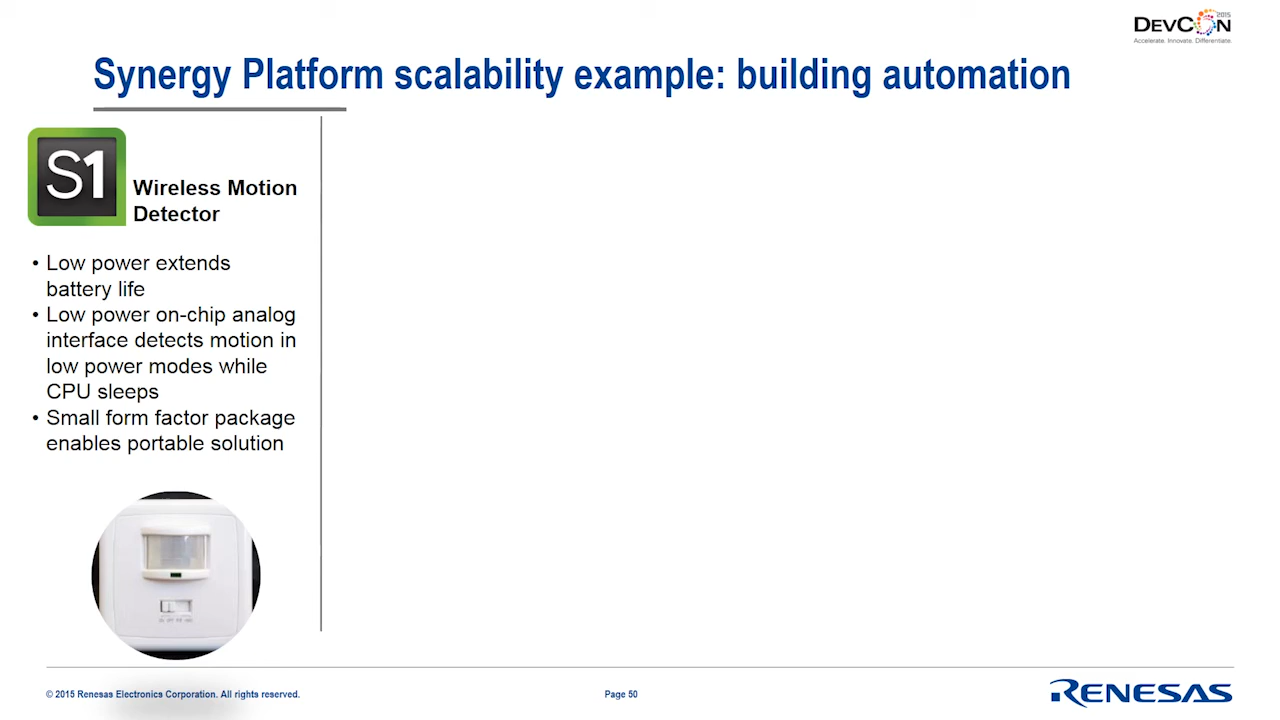 DEVCON 2015
Accelerate. Innovate. Differentiate.
Synergy Platform scalability example: building automation
S1
Wireless Motion
Detector
• Low power extends
battery life
• Low power on-chip analog
interface detects motion in
low power modes while
CPU sleeps
• Small form factor package
enables portable solution
© 2015 Renesas Electronics Corporation. All rights reserved.
Page 50
RENESAS